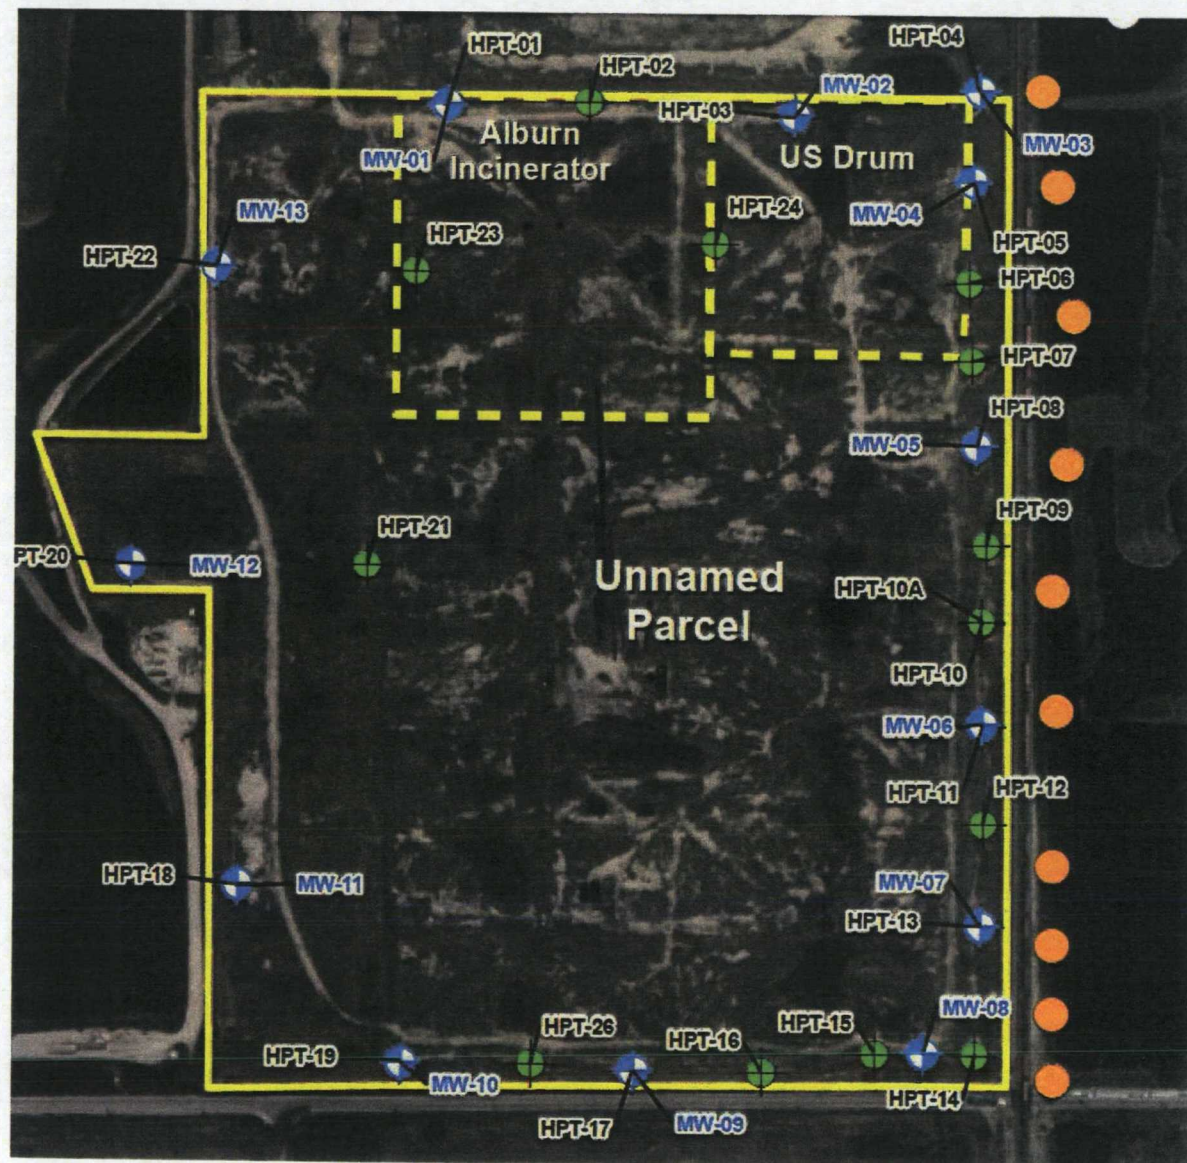 HPT-04
HPT-01
HPT-02
MW-02
HPT-03
Alburn
Incinerator
MW-03
MW-01
US Drum
MW-13
HPT-24
MW-04
HPT-23
HPT-05
HPT-22
HPT-06
HPT-07
HPT-08
MW-05
HPT-09
HPT-21
PT-20
MW-12
Unnamed
Parcel
HPT-10A
HPT-10
MW-06
HPT-11
HPT-12
HPT-18
MW-11
MW-07
HPT-13
MW-08
HPT-15
HPT-26
HPT-16
HPT-19
MW-10
HPT-14
HPT-17
MW-09